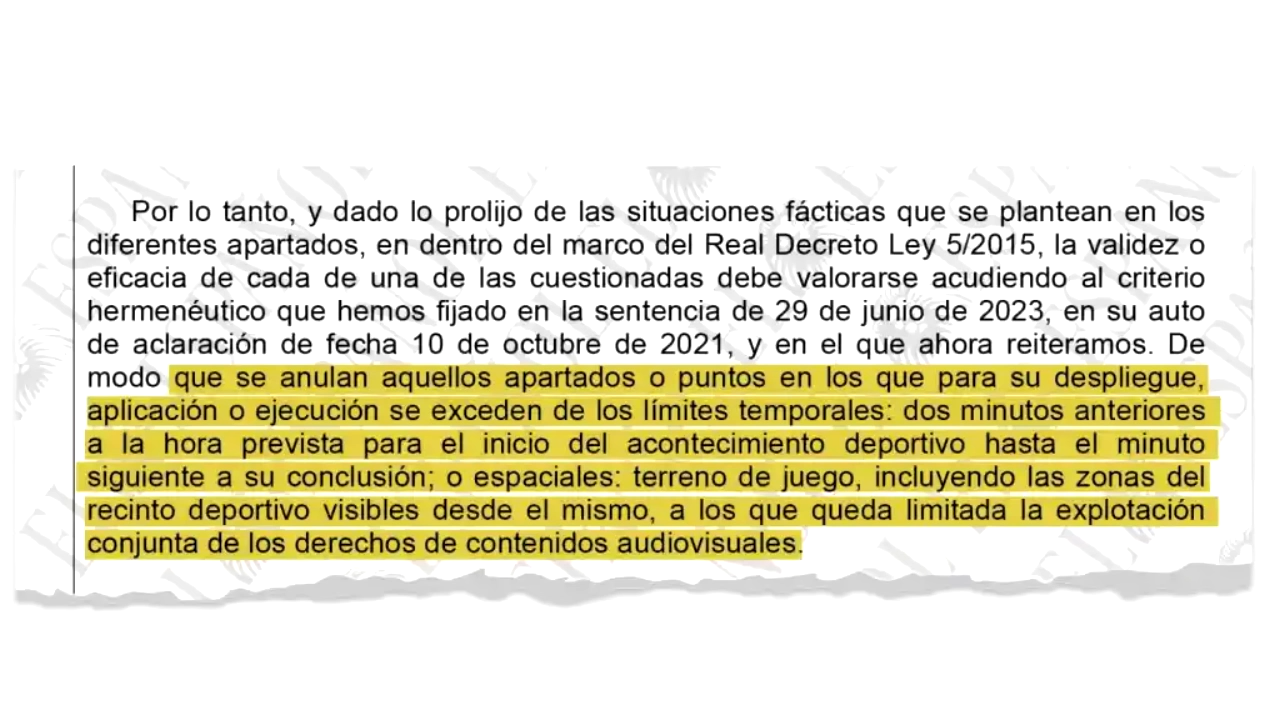 Por lo tanto, y dado lo prolijo de las situaciones fácticas que se plantean en los
diferentes apartados, en dentro del marco del Real Decreto Ley 5/2015, la validez o
eficacia de cada de una de las cuestionadas debe valorarse acudiendo al criterio
hermenéutico que hemos fijado en la sentencia de 29 de junio de 2023, en su auto
de aclaración de fecha 10 de octubre de 2021, y en el que ahora reiteramos. De
modo que se anulan aquellos apartados o puntos en los que para su despliegue,
aplicación o ejecución se exceden de los límites temporales: dos minutos anteriores
a la hora prevista para el inicio del acontecimiento deportivo hasta el minuto
siguiente a su conclusión; o espaciales: terreno de juego, incluyendo las zonas del
recinto deportivo visibles desde el mismo, a los que queda limitada la explotación
conjunta de los derechos de contenidos audiovisuales.